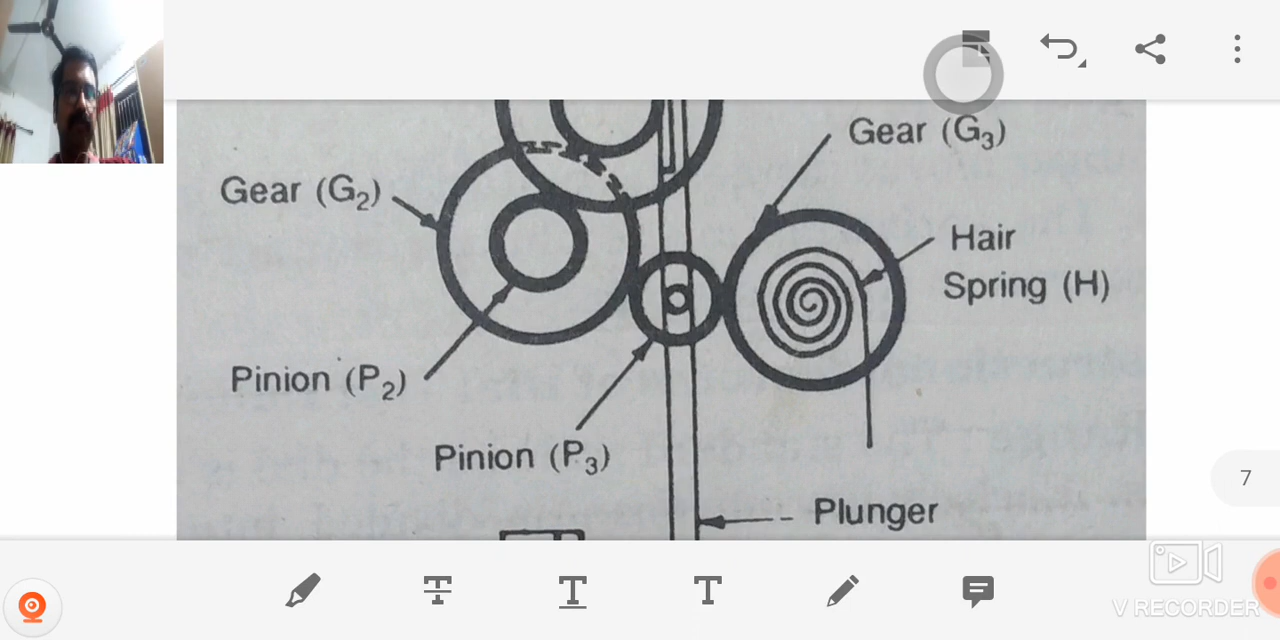 Gear (G3)
Gear (G2)
Hair
Spring (H)
Pinion (P2)
Pinion (P3)
7
Plunger
T T T
V RECORDER